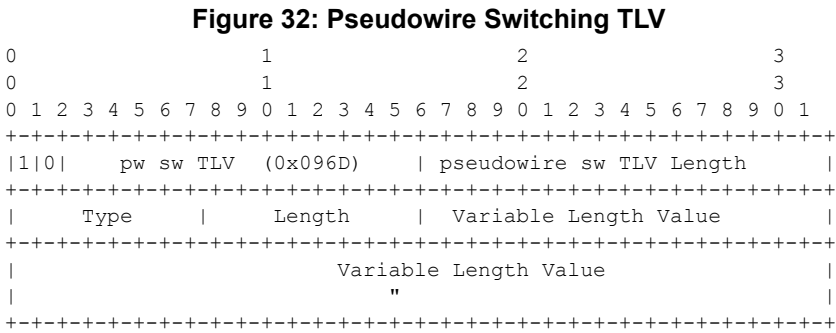 Figure 32: Pseudowire Switching TLV
0                   1                   2                   3
0                   1                   2                   3
0 1 2 3 4 5 6 7 8 9 0 1 2 3 4 5 6 7 8 9 0 1 2 3 4 5 6 7 8 9 0 1
+-+-+-+-+-+-+-+-+-+-+-+-+-+-+-+-+-+-+-+-+-+-+-+-+-+-+-+-+-+-+-+-+
|1|0|    pw sw TLV  (0x096D)    | pseudowire sw TLV Length      |
+-+-+-+-+-+-+-+-+-+-+-+-+-+-+-+-+-+-+-+-+-+-+-+-+-+-+-+-+-+-+-+-+
|     Type      |     Length    |  Variable Length Value        |
+-+-+-+-+-+-+-+-+-+-+-+-+-+-+-+-+-+-+-+-+-+-+-+-+-+-+-+-+-+-+-+-+
|                         Variable Length Value                 |
|                             "                                 |
+-+-+-+-+-+-+-+-+-+-+-+-+-+-+-+-+-+-+-+-+-+-+-+-+-+-+-+-+-+-+-+-+